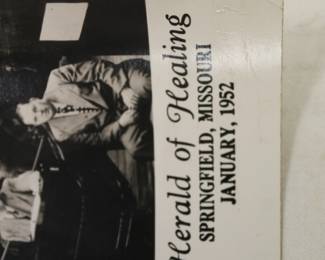 Herald of Healing
SPRINGFIELD, MISSOURI
JANUARY, 1952